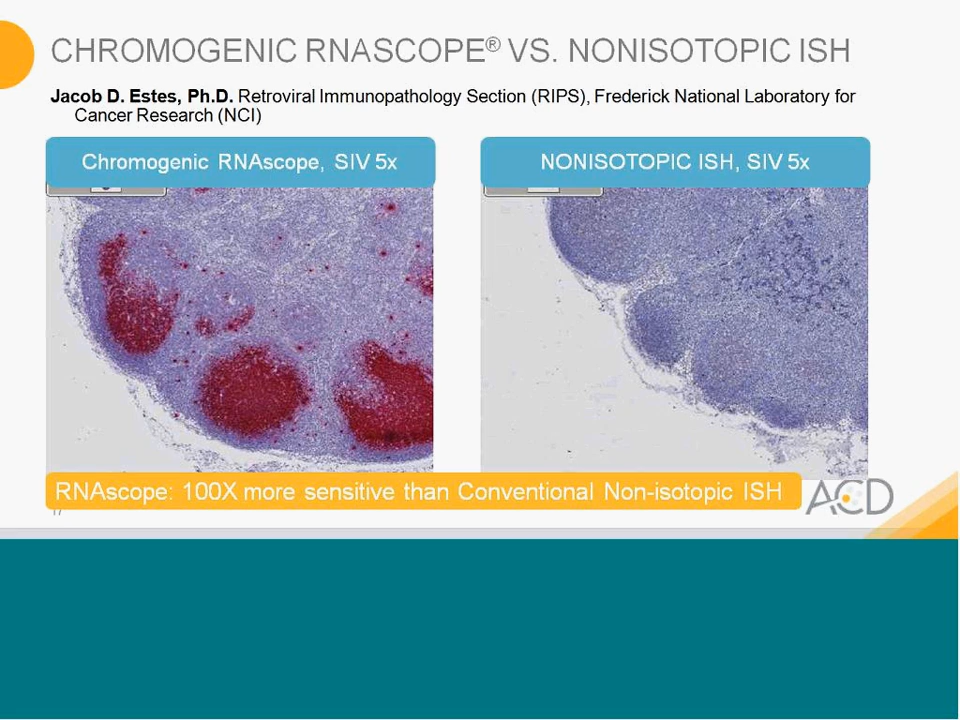 CHROMOGENIC RNASCOPE® VS. NONISOTOPIC ISH
Jacob D. Estes, Ph.D. Retroviral Immunopathology Section (RIPS), Frederick National Laboratory for
Cancer Research (NCI)
Chromogenic RNAscope, SIV 5x
NONISOTOPIC ISH, SIV 5x
RNAscope: 100X more sensitive than Conventional Non-isotopic ISH
ACD